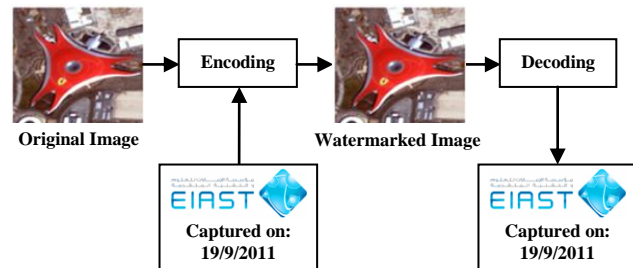 Encoding
Decoding
Original Image
Watermarked Image
EIAST
Captured on:
19/9/2011
EIAST
Captured on:
19/9/2011